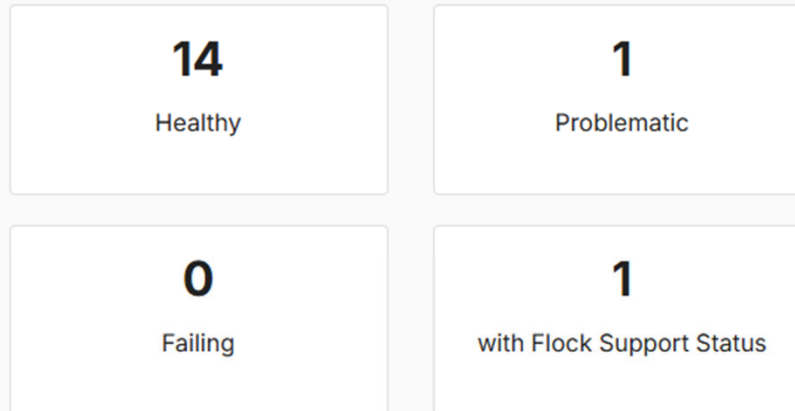 14
Healthy
1
Problematic
0
Failing
1
with Flock Support Status